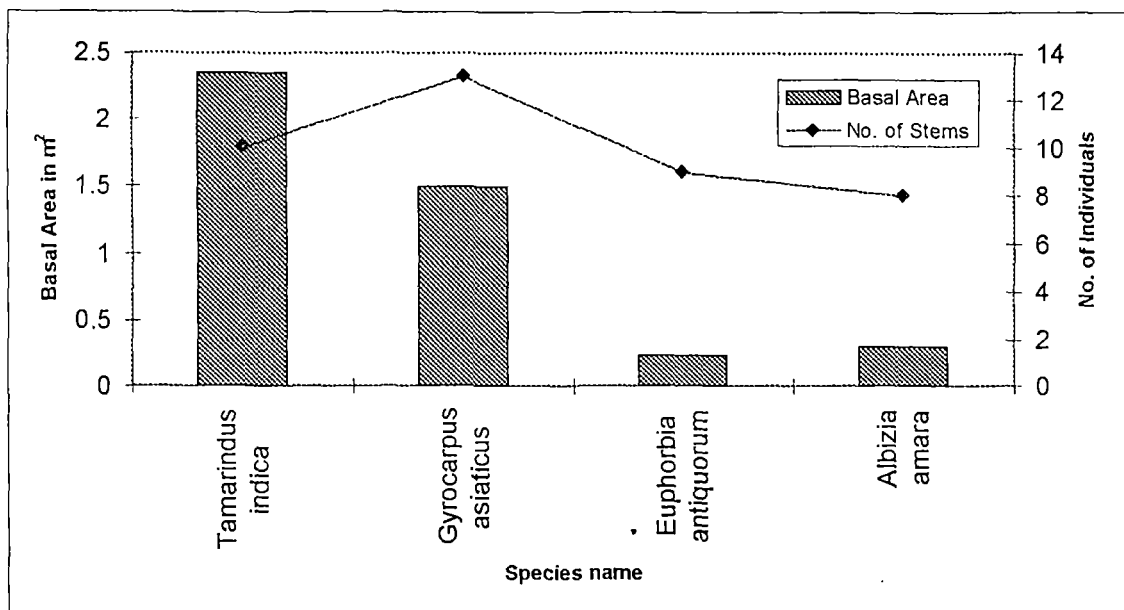 2.5
2
1.5
1
0.5
0
Basal Area in m²
14
12
10
8
6
4
2
0
No. of Individuals
Basal Area
No. of Stems
Tamarindus
indica
Gyrocarpus
asiaticus
Euphorbia
antiquorum
Albizia
amara
Species name